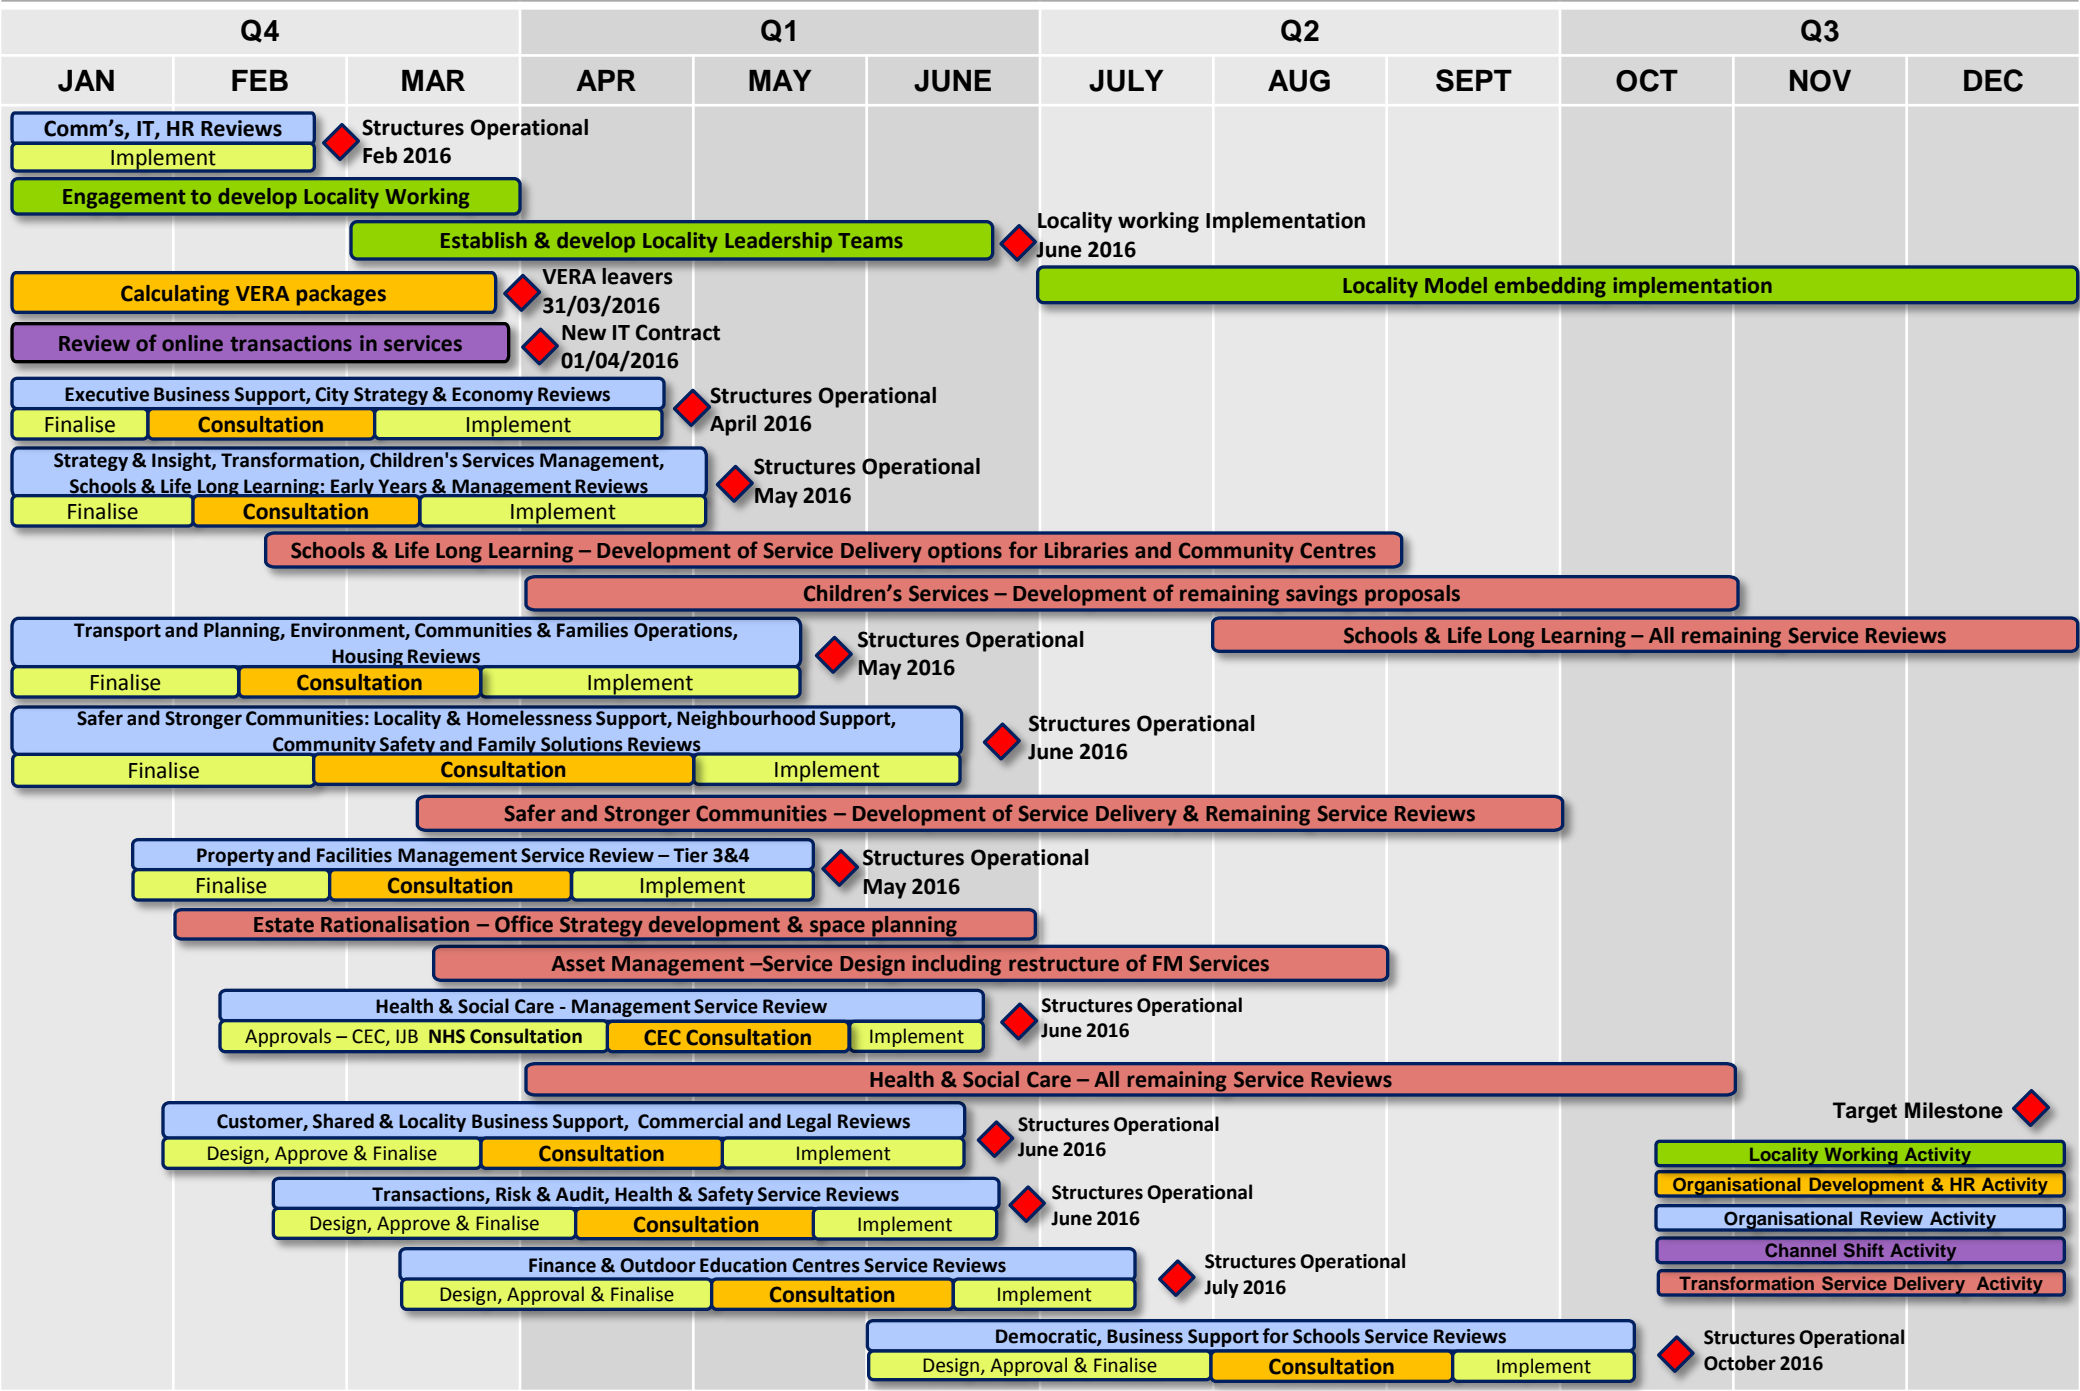 Q4 Q1 Q2 Q3
JAN FEB MAR APR MAY JUNE JULY AUG SEPT OCT NOV DEC
Comm's, IT, HR Reviews
Implement
Structures Operational
Feb 2016
Engagement to develop Locality Working
Establish & develop Locality Leadership Teams
Locality working Implementation
June 2016
Calculating VERA packages
VERA leavers
31/03/2016
Locality Model embedding implementation
Review of online transactions in services
New IT Contract
01/04/2016
Executive Business Support, City Strategy & Economy Reviews
Finalise Consultation Implement
Structures Operational
April 2016
Strategy & Insight, Transformation, Children's Services Management,
Schools & Life Long Learning: Early Years & Management Reviews
Finalise Consultation Implement
Structures Operational
May 2016
Schools & Life Long Learning – Development of Service Delivery options for Libraries and Community Centres
Children's Services – Development of remaining savings proposals
Transport and Planning, Environment, Communities & Families Operations,
Housing Reviews
Finalise Consultation Implement
Structures Operational
May 2016
Schools & Life Long Learning – All remaining Service Reviews
Safer and Stronger Communities: Locality & Homelessness Support, Neighbourhood Support,
Community Safety and Family Solutions Reviews
Finalise Consultation Implement
Structures Operational
June 2016
Safer and Stronger Communities – Development of Service Delivery & Remaining Service Reviews
Property and Facilities Management Service Review – Tier 3&4
Finalise Consultation Implement
Structures Operational
May 2016
Estate Rationalisation – Office Strategy development & space planning
Asset Management –Service Design including restructure of FM Services
Health & Social Care - Management Service Review
Approvals – CEC, IJB NHS Consultation CEC Consultation Implement
Structures Operational
June 2016
Health & Social Care – All remaining Service Reviews
Customer, Shared & Locality Business Support, Commercial and Legal Reviews
Design, Approve & Finalise Consultation Implement
Structures Operational
June 2016
Transactions, Risk & Audit, Health & Safety Service Reviews
Design, Approve & Finalise Consultation Implement
Structures Operational
June 2016
Finance & Outdoor Education Centres Service Reviews
Design, Approval & Finalise Consultation Implement
Structures Operational
July 2016
Democratic, Business Support for Schools Service Reviews
Design, Approval & Finalise Consultation Implement
Structures Operational
October 2016
Target Milestone
Locality Working Activity
Organisational Development & HR Activity
Organisational Review Activity
Channel Shift Activity
Transformation Service Delivery Activity